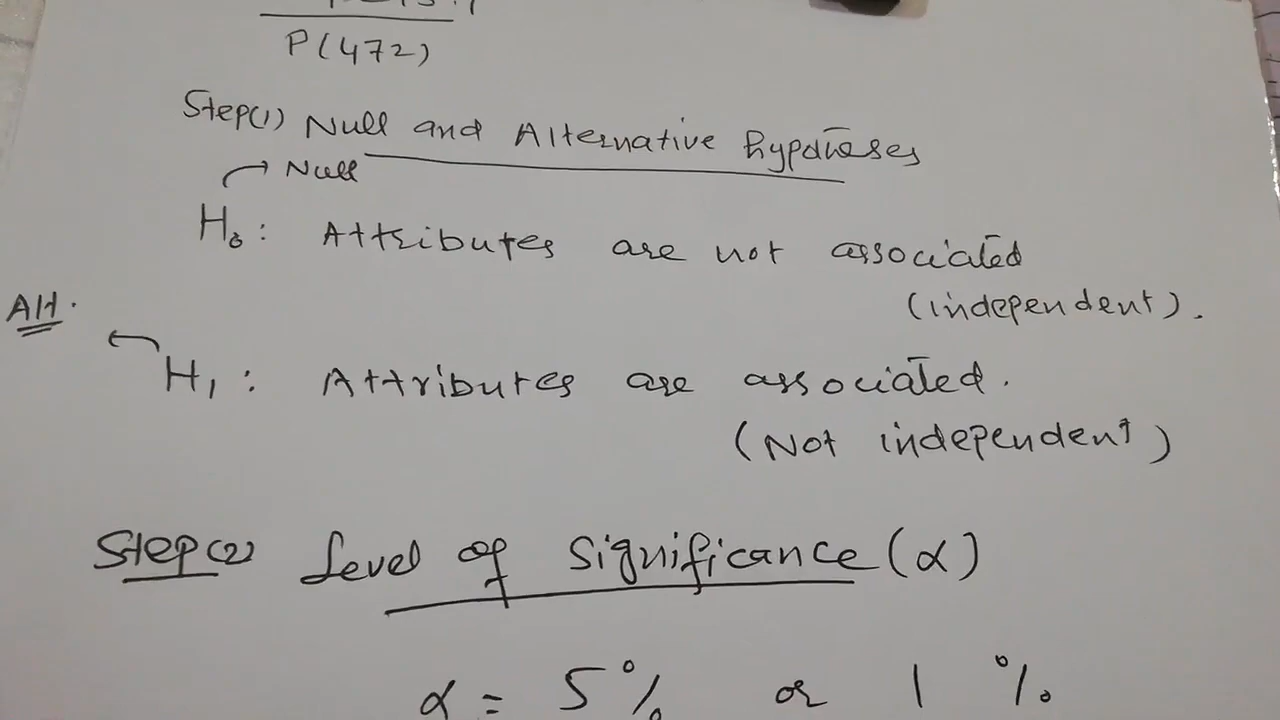 P(472)
Step(1) Null and Alternative hypotheses
→ Null
H₀: Attributes are not associated
(independent).
Alt.
H₁: Attributes are associated.
(Not independent)
Step(2) Level of Significance (α)
α = 5% or 1%